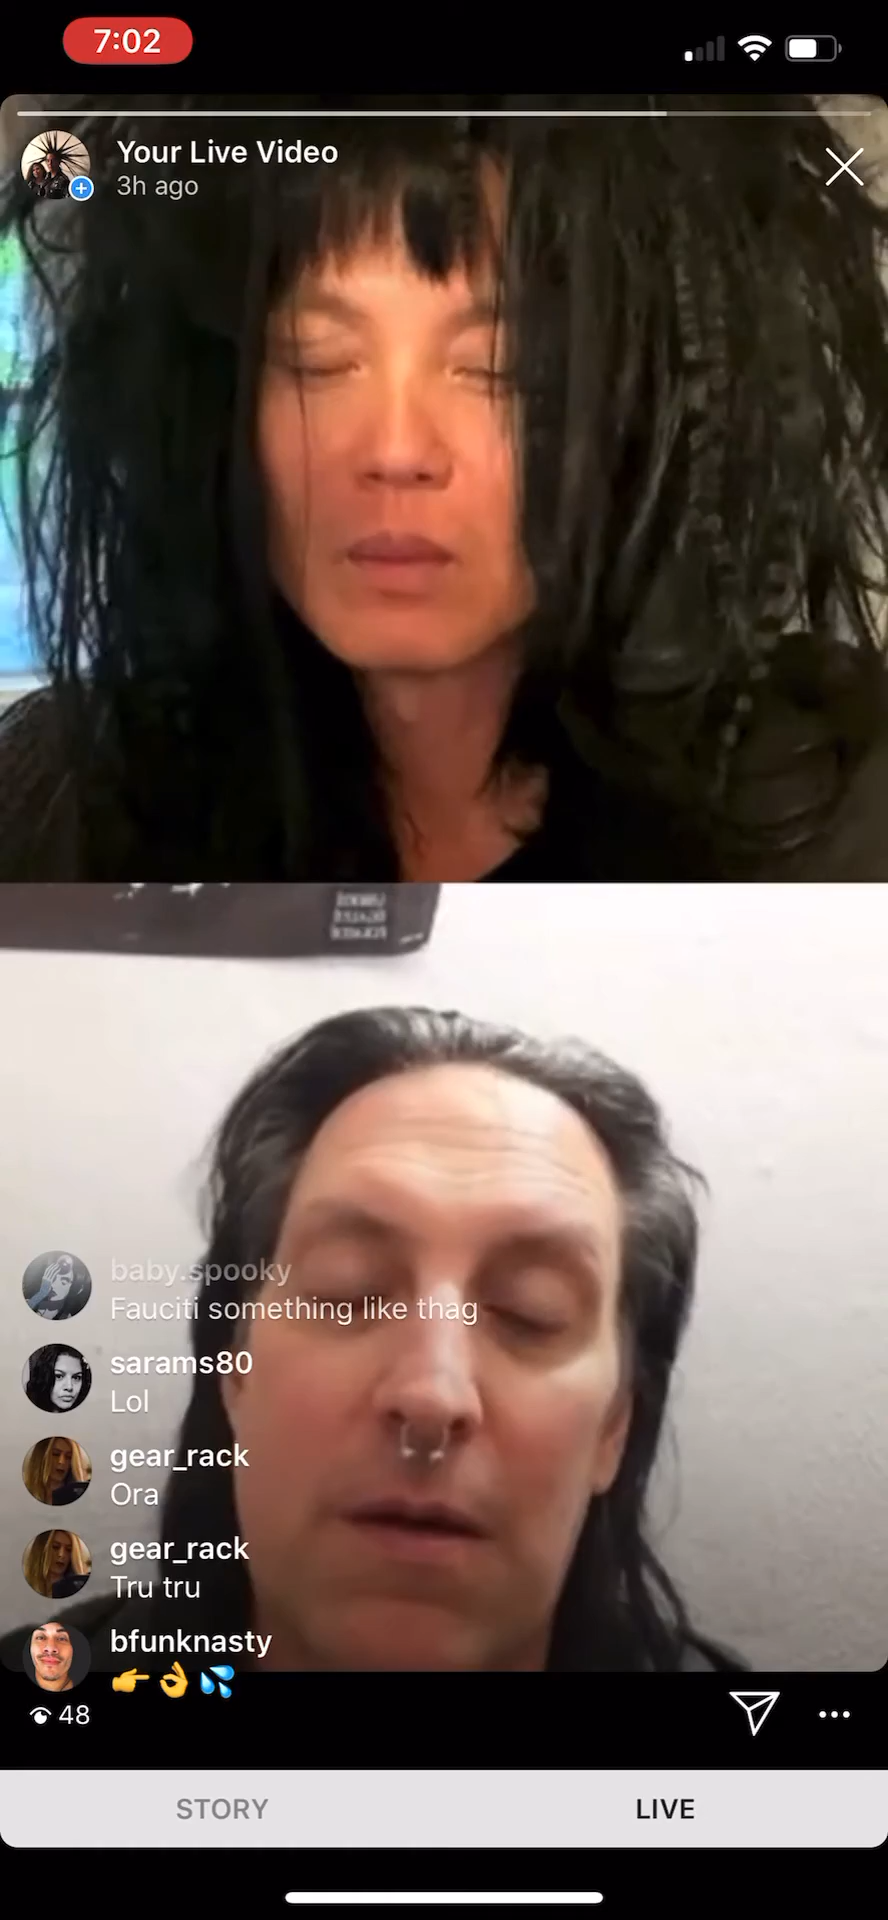 7:02
Your Live Video
3h ago
baby.spooky
Fauciti something like thag
sarams80
Lol
gear_rack
Ora
gear_rack
Tru tru
bfunknasty
👉👌💦
48
STORY
LIVE